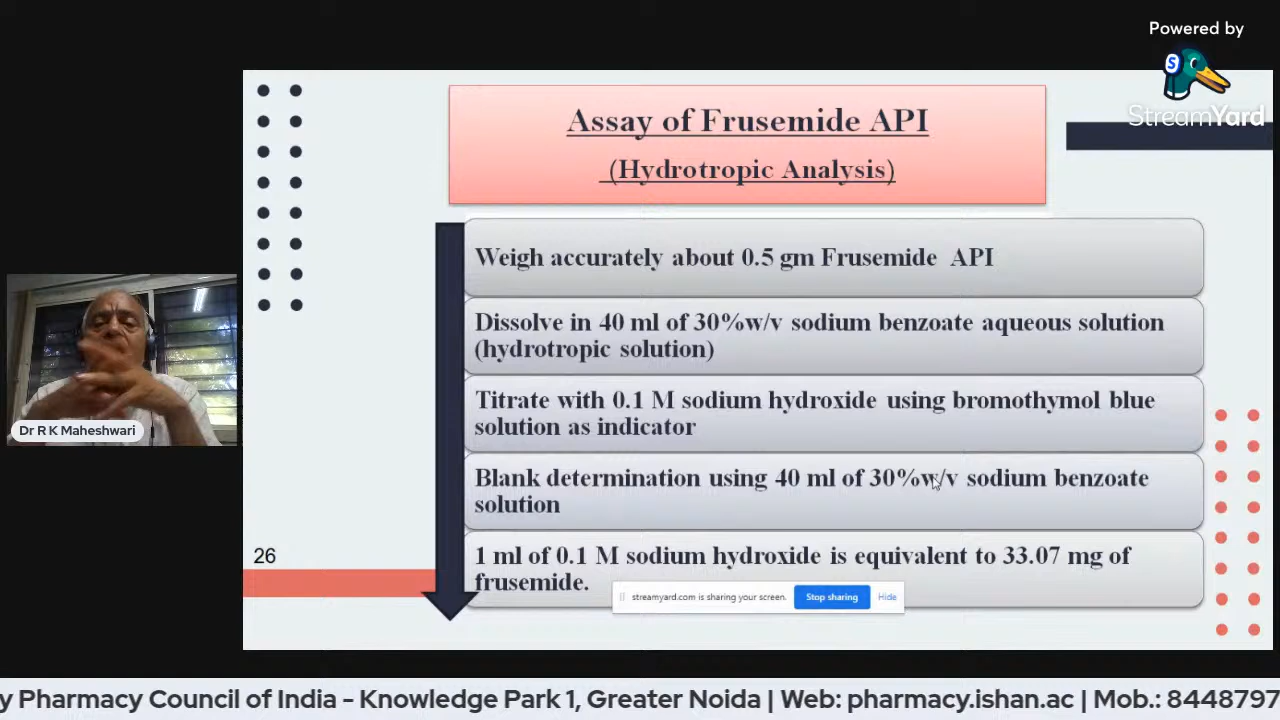 Powered by
S
StreamYard
Assay of Frusemide API
(Hydrotropic Analysis)
Weigh accurately about 0.5 gm Frusemide API
Dissolve in 40 ml of 30%w/v sodium benzoate aqueous solution
(hydrotropic solution)
Titrate with 0.1 M sodium hydroxide using bromothymol blue
solution as indicator
Dr R K Maheshwari
Blank determination using 40 ml of 30%w/v sodium benzoate
solution
26
1 ml of 0.1 M sodium hydroxide is equivalent to 33.07 mg of
frusemide.
streamyard.com is sharing your screen.
Stop sharing
Hide
y Pharmacy Council of India - Knowledge Park 1, Greater Noida | Web: pharmacy.ishan.ac | Mob.: 8448797